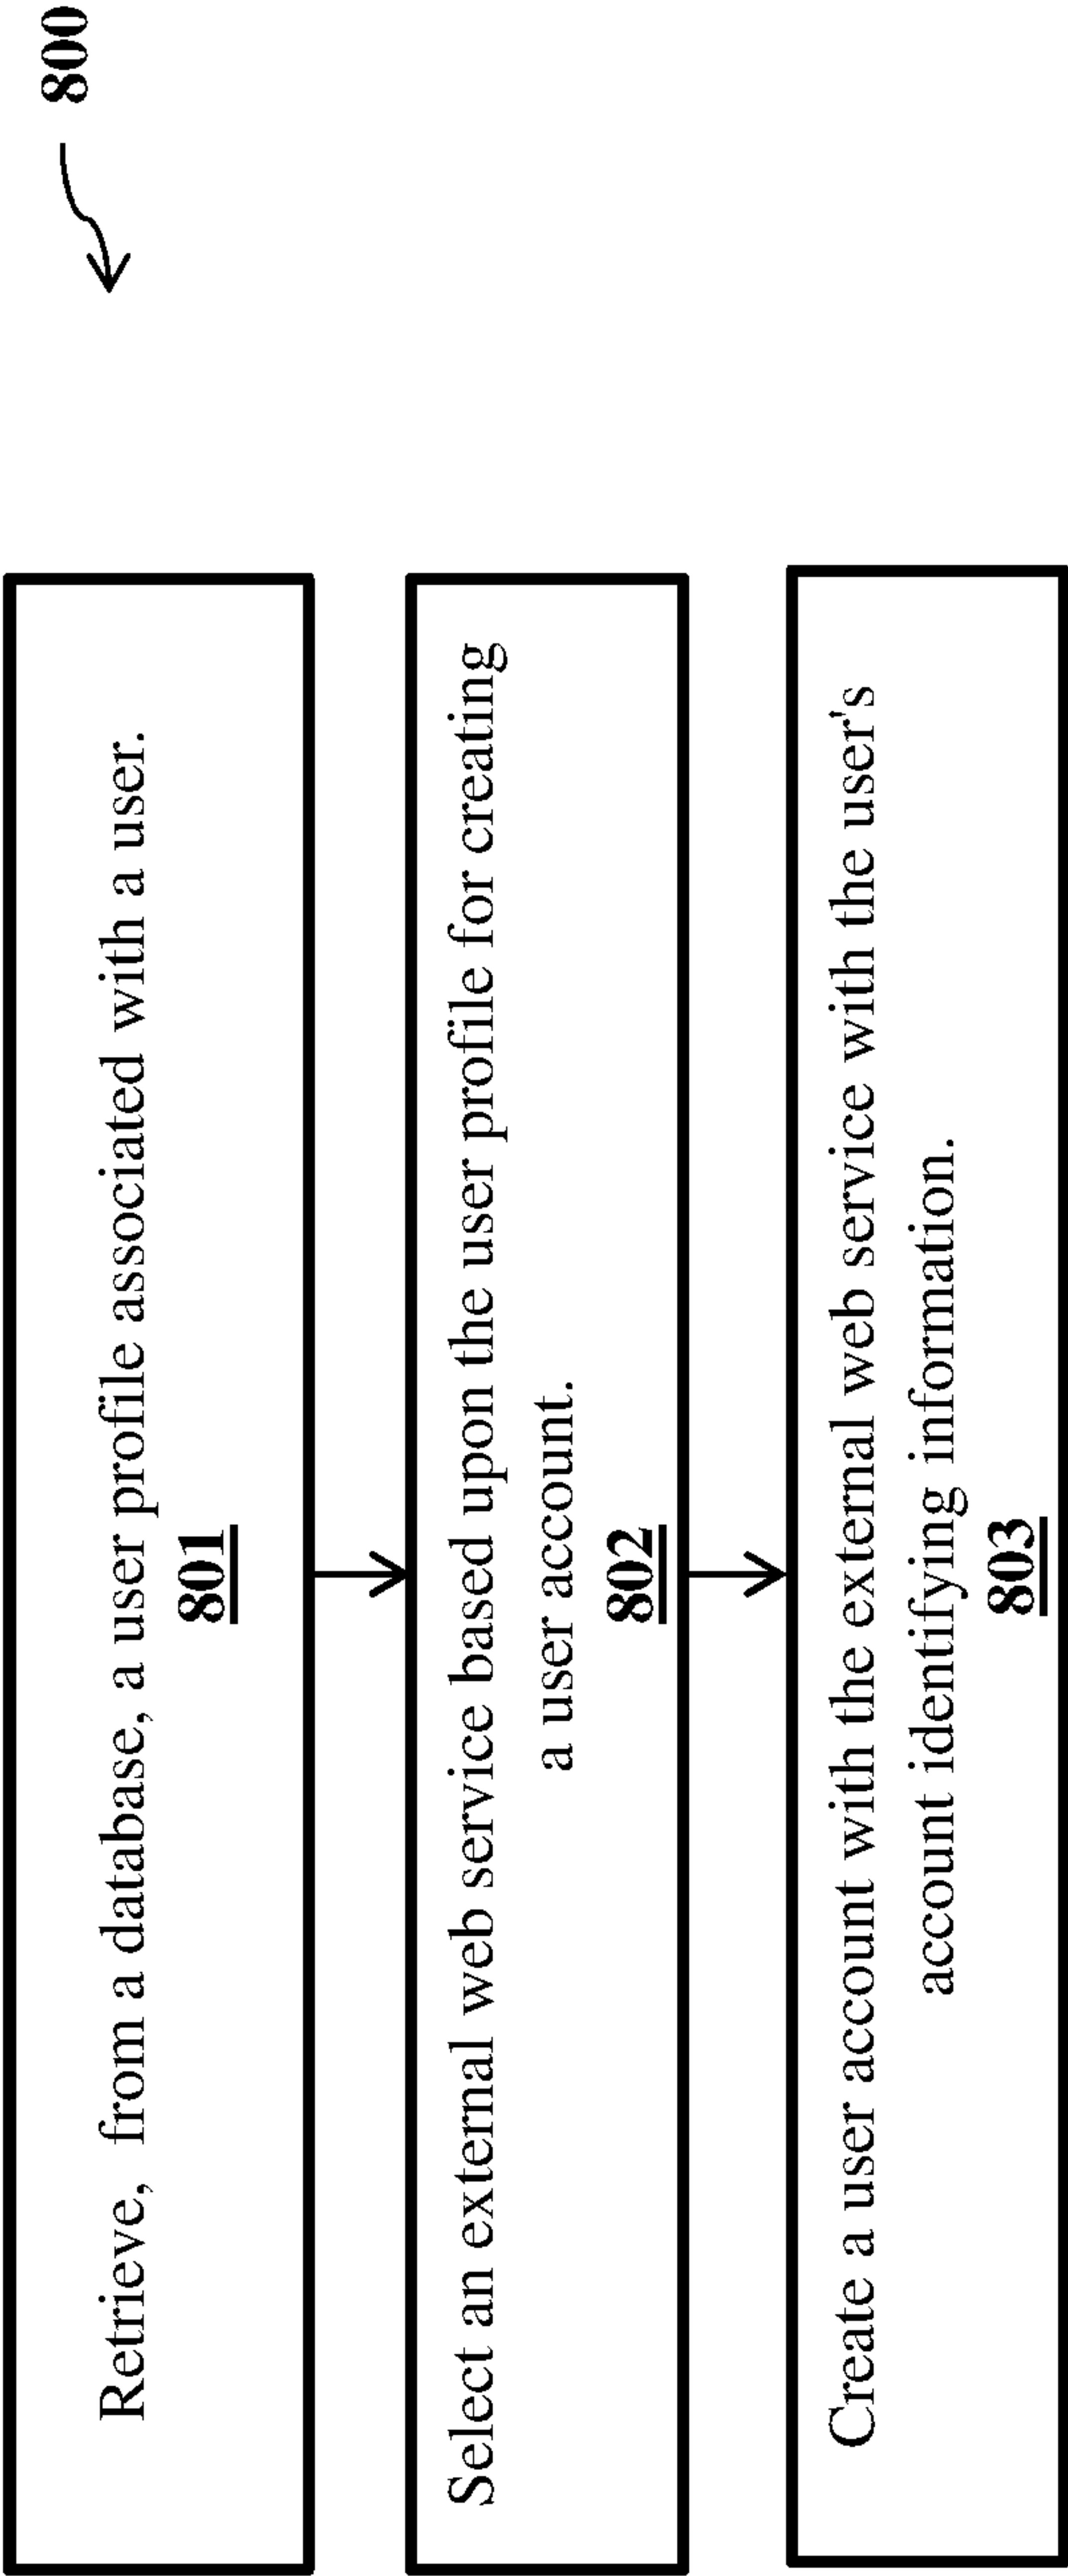 800
Retrieve, from a database, a user profile associated with a user.
801
Select an external web service based upon the user profile for creating
a user account.
802
Create a user account with the external web service with the user's
account identifying information.
803